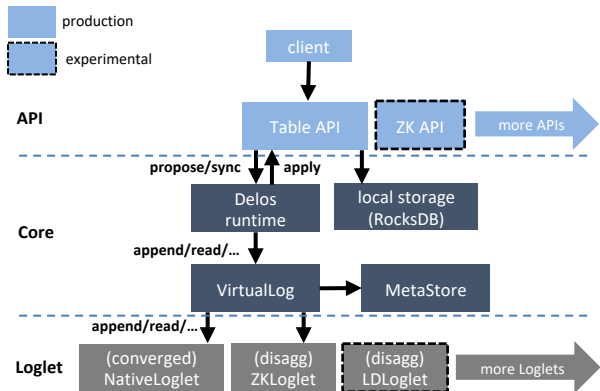 production
experimental
client
API
Table API
ZK API
more APIs
propose/sync
apply
Delos
runtime
local storage
(RocksDB)
Core
append/read/...
VirtualLog
MetaStore
append/read/...
Loglet
(converged)
NativeLoglet
(disagg)
ZKLoglet
(disagg)
LDLoglet
more Loglets